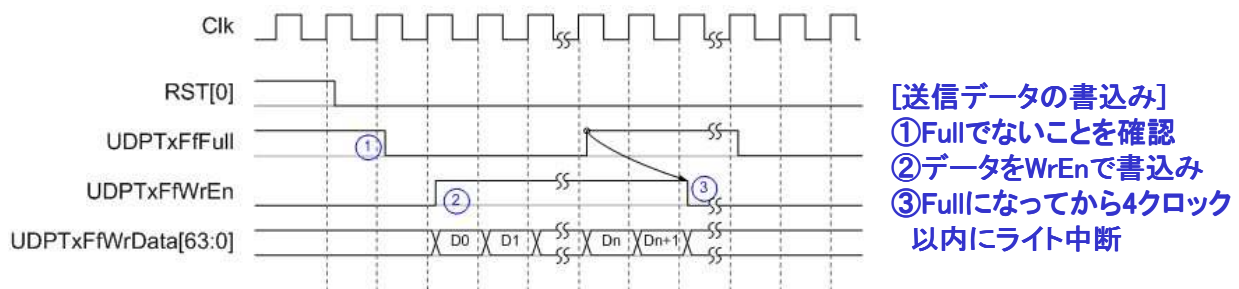 Clk
RST[0]
UDPTxFfFull
①
UDPTxFfWrEn
②
③
UDPTxFfWrData[63:0]
D0 D1 Dn Dn+1
[送信データの書込み]
①Fullでないことを確認
②データをWrEnで書込み
③Fullになってから4クロック
以内にライト中断